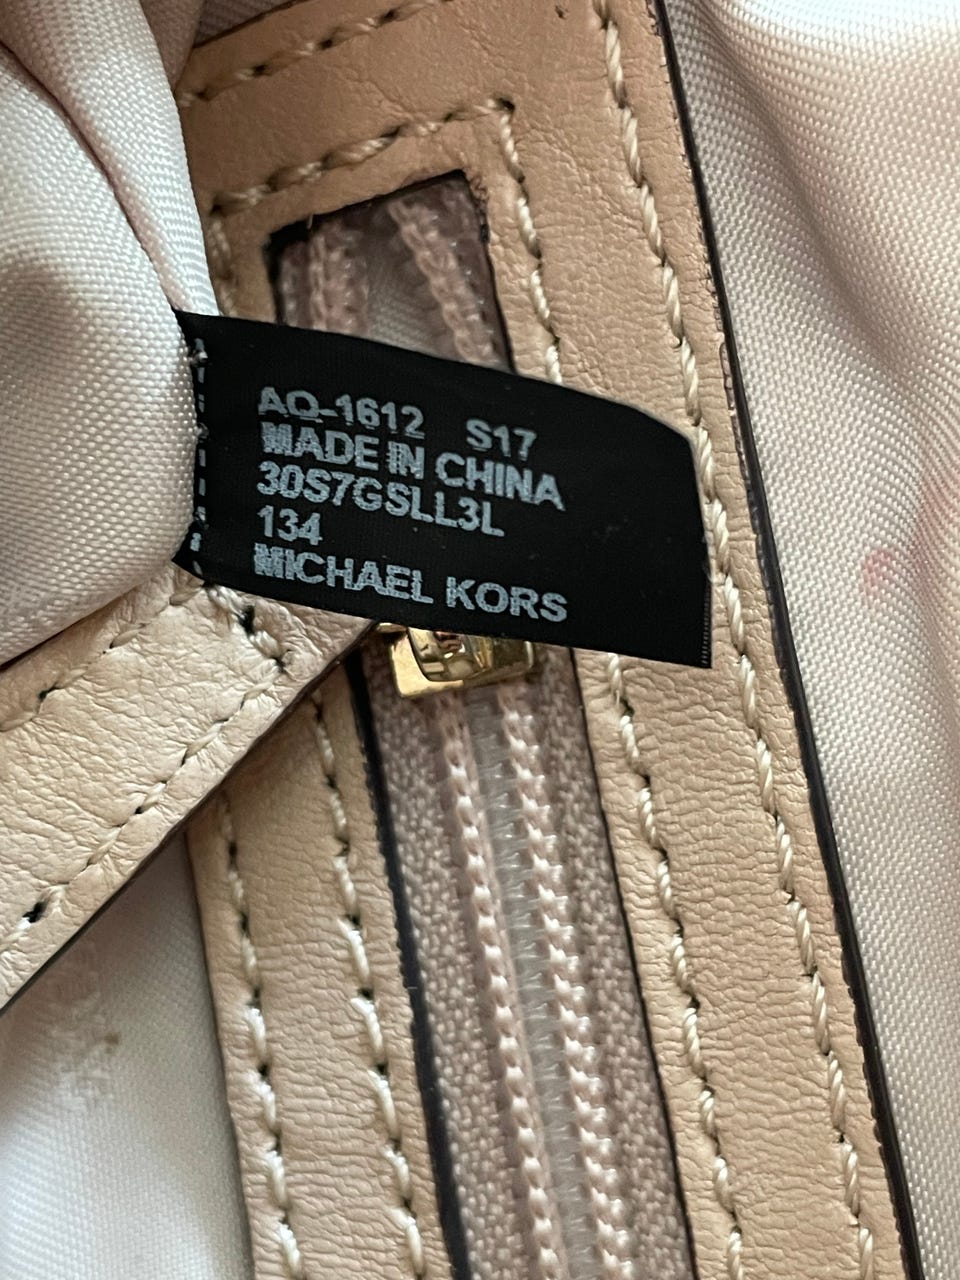 AQ-1612 S17
MADE IN CHINA
30S7GSLL3L
134
MICHAEL KORS